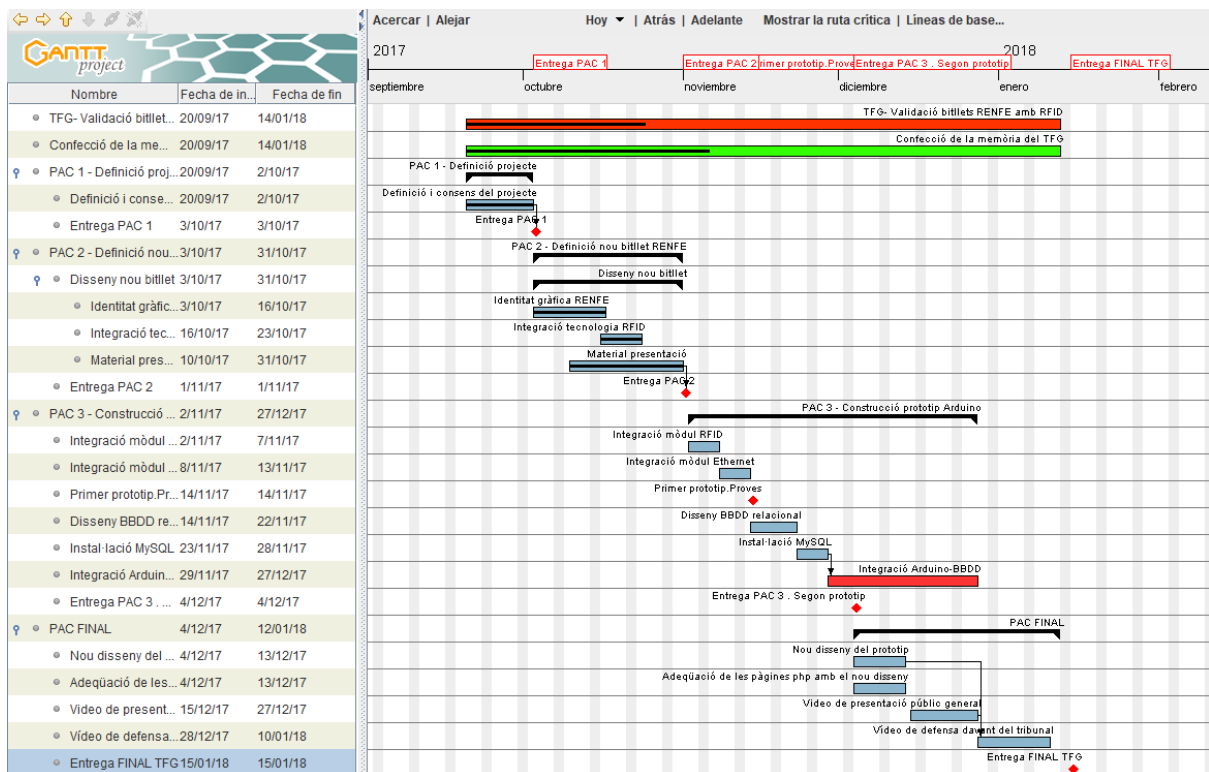 Acercar | Alejar Hoy | Atrás | Adelante Mostrar la ruta crítica | Líneas de base...
GANTT project
2017 2018
Entrega PAC 1 Entrega PAC 2 rimer prototip.Prove Entrega PAC 3 . Segon prototip Entrega FINAL TFG
Nombre Fecha de in... Fecha de fin
septiembre octubre noviembre diciembre enero febrero
TFG- Validació bitllet... 20/09/17 14/01/18
TFG- Validació bitllets RENFE amb RFID
Confecció de la me... 20/09/17 14/01/18
Confecció de la memòria del TFG
PAC 1 - Definició proj... 20/09/17 2/10/17
PAC 1 - Definició projecte
Definició i conse... 20/09/17 2/10/17
Definició i consens del projecte
Entrega PAC 1 3/10/17 3/10/17
Entrega PAC 1
PAC 2 - Definició nou... 3/10/17 31/10/17
PAC 2 - Definició nou bitllet RENFE
Disseny nou bitllet 3/10/17 31/10/17
Disseny nou bitllet
Identitat gràfic... 3/10/17 16/10/17
Identitat gràfica RENFE
Integració tec... 16/10/17 23/10/17
Integració tecnologia RFID
Material pres... 10/10/17 31/10/17
Material presentació
Entrega PAC 2 1/11/17 1/11/17
Entrega PAC 2
PAC 3 - Construcció ... 2/11/17 27/12/17
PAC 3 - Construcció prototip Arduino
Integració mòdul ... 2/11/17 7/11/17
Integració mòdul RFID
Integració mòdul ... 8/11/17 13/11/17
Integració mòdul Ethernet
Primer prototip.Pr... 14/11/17 14/11/17
Primer prototip.Proves
Disseny BBDD re... 14/11/17 22/11/17
Disseny BBDD relacional
Instal·lació MySQL 23/11/17 28/11/17
Instal·lació MySQL
Integració Arduin... 29/11/17 27/12/17
Integració Arduino-BBDD
Entrega PAC 3 . ... 4/12/17 4/12/17
Entrega PAC 3 . Segon prototip
PAC FINAL 4/12/17 12/01/18
PAC FINAL
Nou disseny del ... 4/12/17 13/12/17
Nou disseny del prototip
Adeqüació de les... 4/12/17 13/12/17
Adeqüació de les pàgines php amb el nou disseny
Video de present... 15/12/17 27/12/17
Video de presentació públic general
Vídeo de defensa... 28/12/17 10/01/18
Vídeo de defensa davant del tribunal
Entrega FINAL TFG 15/01/18 15/01/18
Entrega FINAL TFG